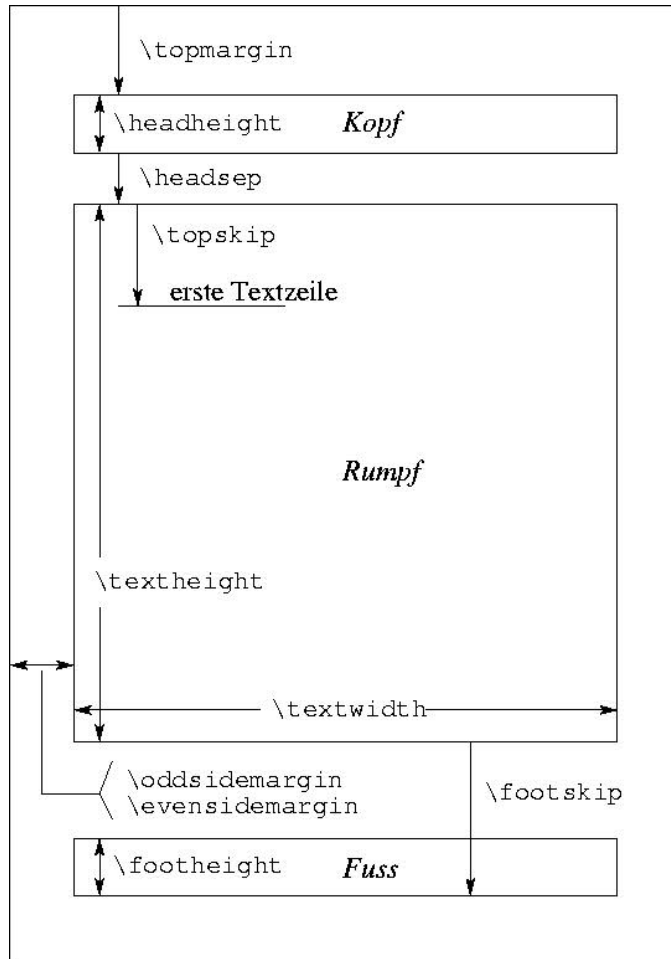 \topmargin
\headheight Kopf
\headsep
\topskip
erste Textzeile
Rumpf
\textheight
\textwidth
\oddsidemargin
\evensidemargin
\footskip
\footheight Fuss